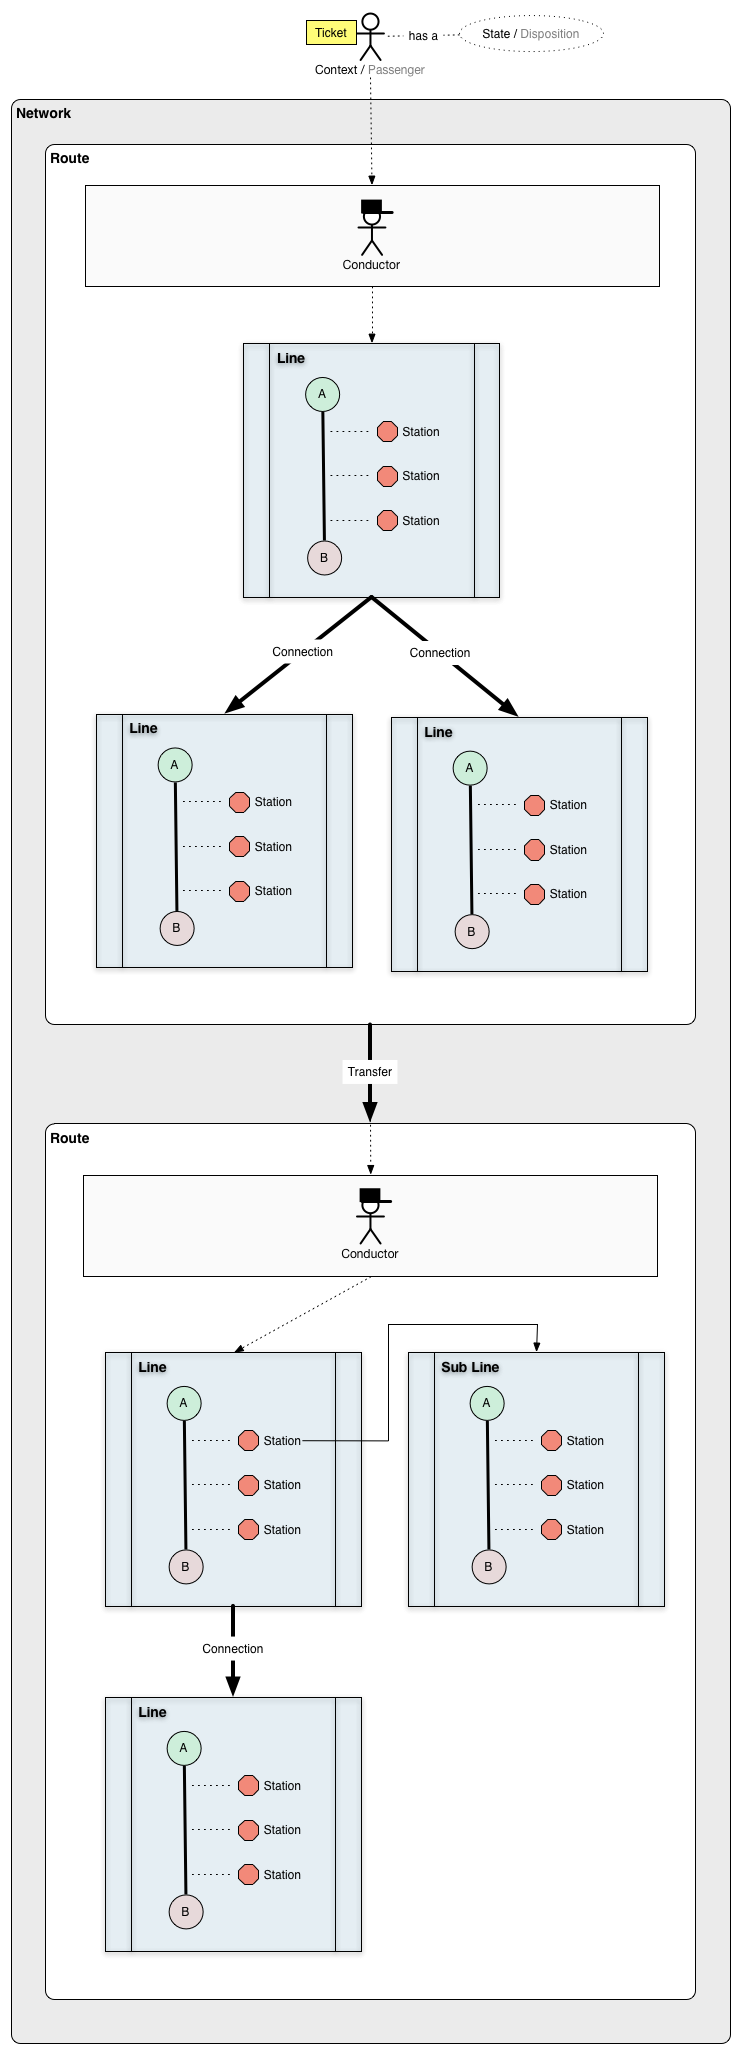 Ticket
has a
State / Disposition
Context / Passenger
Network
Route
Conductor
Line
A
Station
Station
Station
B
Connection
Connection
Line
A
Station
Station
Station
B
Line
A
Station
Station
Station
B
Transfer
Route
Conductor
Line
A
Station
Station
Station
B
Sub Line
A
Station
Station
Station
B
Connection
Line
A
Station
Station
Station
B